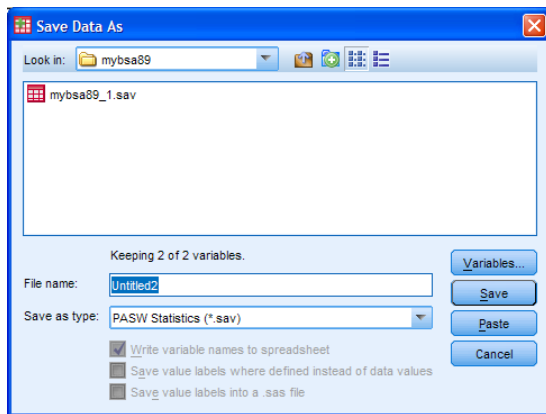 Save Data As
Look in: mybsa89
mybsa89_1.sav
Keeping 2 of 2 variables.
Variables...
File name: Untitled2
Save
Save as type: PASW Statistics (*.sav)
Paste
Write variable names to spreadsheet
Cancel
Save value labels where defined instead of data values
Save value labels into a .sas file